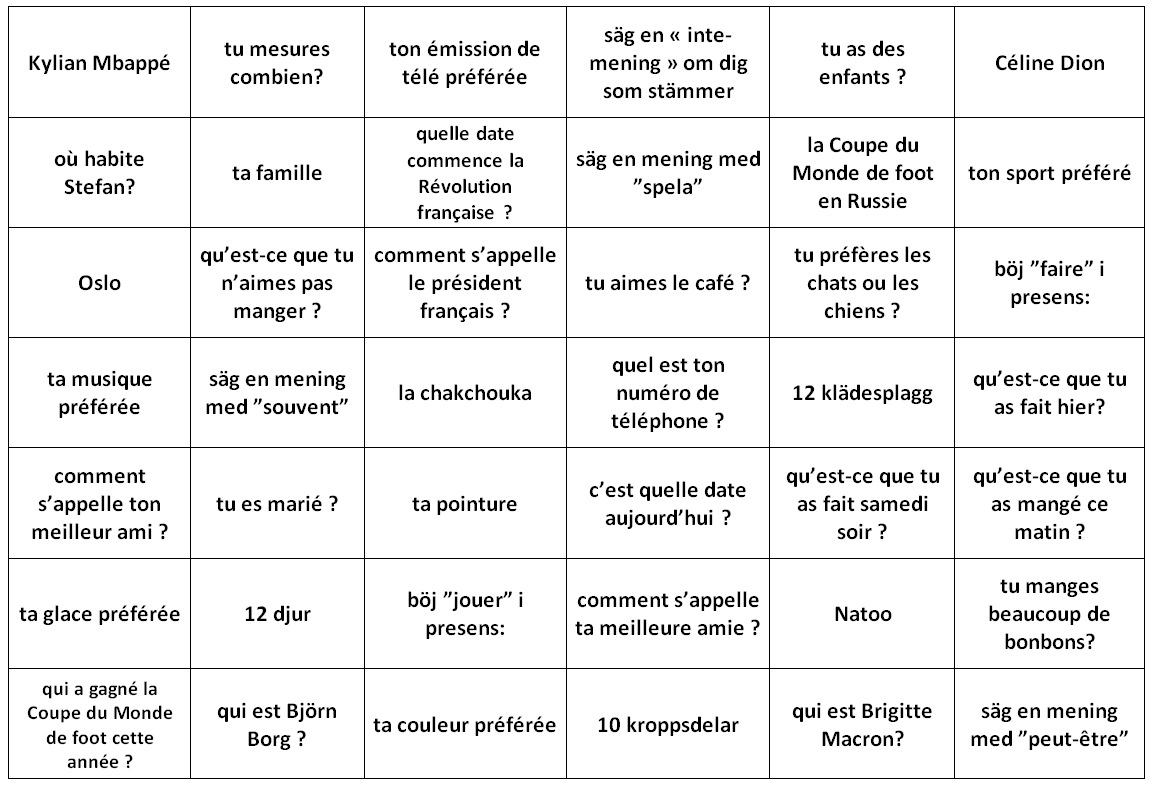 Kylian Mbappé
tu mesures
combien?
ton émission de
télé préférée
säg en « inte-
mening » om dig
som stämmer
tu as des
enfants ?
Céline Dion
où habite
Stefan?
ta famille
quelle date
commence la
Révolution
française ?
säg en mening med
”spela”
la Coupe du
Monde de foot
en Russie
ton sport préféré
Oslo
qu’est-ce que tu
n’aimes pas
manger ?
comment s’appelle
le président
français ?
tu aimes le café ?
tu préfères les
chats ou les
chiens ?
böj ”faire” i
presens:
ta musique
préférée
säg en mening
med ”souvent”
la chakchouka
quel est ton
numéro de
téléphone ?
12 klädesplagg
qu’est-ce que tu
as fait hier?
comment
s’appelle ton
meilleur ami ?
tu es marié ?
ta pointure
c’est quelle date
aujourd’hui ?
qu’est-ce que tu
as fait samedi
soir ?
qu’est-ce que tu
as mangé ce
matin ?
ta glace préférée
12 djur
böj ”jouer” i
presens:
comment s’appelle
ta meilleure amie ?
Natoo
tu manges
beaucoup de
bonbons?
qui a gagné la
Coupe du Monde
de foot cette
année ?
qui est Björn
Borg ?
ta couleur préférée
10 kroppsdelar
qui est Brigitte
Macron?
säg en mening
med ”peut-être”